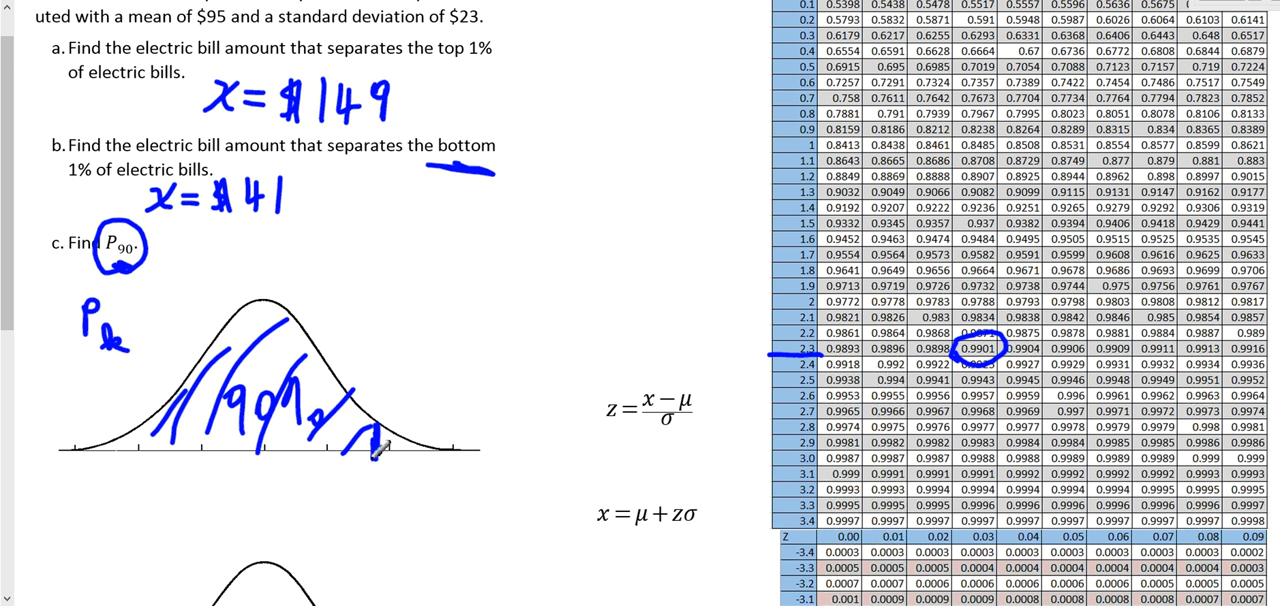 uted with a mean of $95 and a standard deviation of $23.
a. Find the electric bill amount that separates the top 1%
of electric bills.
x = $149
b. Find the electric bill amount that separates the bottom
1% of electric bills.
x = $41
c. Find P90.
Pk
90%
z = x − μ / σ
x = μ + zσ
0.1 0.5398 0.5438 0.5478 0.5517 0.5557 0.5596 0.5636 0.5675
0.2 0.5793 0.5832 0.5871 0.591 0.5948 0.5987 0.6026 0.6064 0.6103 0.6141
0.3 0.6179 0.6217 0.6255 0.6293 0.6331 0.6368 0.6406 0.6443 0.648 0.6517
0.4 0.6554 0.6591 0.6628 0.6664 0.67 0.6736 0.6772 0.6808 0.6844 0.6879
0.5 0.6915 0.695 0.6985 0.7019 0.7054 0.7088 0.7123 0.7157 0.719 0.7224
0.6 0.7257 0.7291 0.7324 0.7357 0.7389 0.7422 0.7454 0.7486 0.7517 0.7549
0.7 0.758 0.7611 0.7642 0.7673 0.7704 0.7734 0.7764 0.7794 0.7823 0.7852
0.8 0.7881 0.791 0.7939 0.7967 0.7995 0.8023 0.8051 0.8078 0.8106 0.8133
0.9 0.8159 0.8186 0.8212 0.8238 0.8264 0.8289 0.8315 0.834 0.8365 0.8389
1 0.8413 0.8438 0.8461 0.8485 0.8508 0.8531 0.8554 0.8577 0.8599 0.8621
1.1 0.8643 0.8665 0.8686 0.8708 0.8729 0.8749 0.877 0.879 0.881 0.883
1.2 0.8849 0.8869 0.8888 0.8907 0.8925 0.8944 0.8962 0.898 0.8997 0.9015
1.3 0.9032 0.9049 0.9066 0.9082 0.9099 0.9115 0.9131 0.9147 0.9162 0.9177
1.4 0.9192 0.9207 0.9222 0.9236 0.9251 0.9265 0.9279 0.9292 0.9306 0.9319
1.5 0.9332 0.9345 0.9357 0.937 0.9382 0.9394 0.9406 0.9418 0.9429 0.9441
1.6 0.9452 0.9463 0.9474 0.9484 0.9495 0.9505 0.9515 0.9525 0.9535 0.9545
1.7 0.9554 0.9564 0.9573 0.9582 0.9591 0.9599 0.9608 0.9616 0.9625 0.9633
1.8 0.9641 0.9649 0.9656 0.9664 0.9671 0.9678 0.9686 0.9693 0.9699 0.9706
1.9 0.9713 0.9719 0.9726 0.9732 0.9738 0.9744 0.975 0.9756 0.9761 0.9767
2 0.9772 0.9778 0.9783 0.9788 0.9793 0.9798 0.9803 0.9808 0.9812 0.9817
2.1 0.9821 0.9826 0.983 0.9834 0.9838 0.9842 0.9846 0.985 0.9854 0.9857
2.2 0.9861 0.9864 0.9868 0.9871 0.9875 0.9878 0.9881 0.9884 0.9887 0.989
2.3 0.9893 0.9896 0.9898 0.9901 0.9904 0.9906 0.9909 0.9911 0.9913 0.9916
2.4 0.9918 0.992 0.9922 0.9925 0.9927 0.9929 0.9931 0.9932 0.9934 0.9936
2.5 0.9938 0.994 0.9941 0.9943 0.9945 0.9946 0.9948 0.9949 0.9951 0.9952
2.6 0.9953 0.9955 0.9956 0.9957 0.9959 0.996 0.9961 0.9962 0.9963 0.9964
2.7 0.9965 0.9966 0.9967 0.9968 0.9969 0.997 0.9971 0.9972 0.9973 0.9974
2.8 0.9974 0.9975 0.9976 0.9977 0.9977 0.9978 0.9979 0.9979 0.998 0.9981
2.9 0.9981 0.9982 0.9982 0.9983 0.9984 0.9984 0.9985 0.9985 0.9986 0.9986
3.0 0.9987 0.9987 0.9987 0.9988 0.9988 0.9989 0.9989 0.9989 0.999 0.999
3.1 0.999 0.9991 0.9991 0.9991 0.9992 0.9992 0.9992 0.9992 0.9993 0.9993
3.2 0.9993 0.9993 0.9994 0.9994 0.9994 0.9994 0.9994 0.9995 0.9995 0.9995
3.3 0.9995 0.9995 0.9995 0.9996 0.9996 0.9996 0.9996 0.9996 0.9996 0.9997
3.4 0.9997 0.9997 0.9997 0.9997 0.9997 0.9997 0.9997 0.9997 0.9997 0.9998
Z 0.00 0.01 0.02 0.03 0.04 0.05 0.06 0.07 0.08 0.09
-3.4 0.0003 0.0003 0.0003 0.0003 0.0003 0.0003 0.0003 0.0003 0.0003 0.0002
-3.3 0.0005 0.0005 0.0005 0.0004 0.0004 0.0004 0.0004 0.0004 0.0004 0.0003
-3.2 0.0007 0.0007 0.0006 0.0006 0.0006 0.0006 0.0006 0.0005 0.0005 0.0005
-3.1 0.001 0.0009 0.0009 0.0009 0.0008 0.0008 0.0008 0.0008 0.0007 0.0007